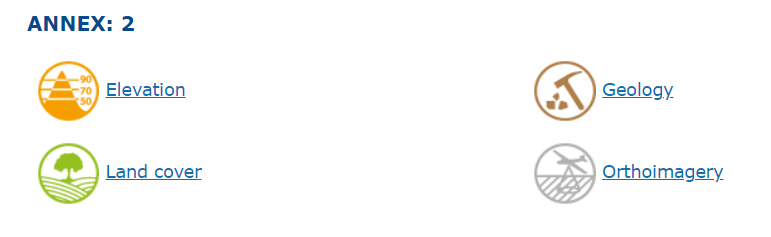 ANNEX: 2
90
70
50
Elevation
Geology
Land cover
Orthoimagery